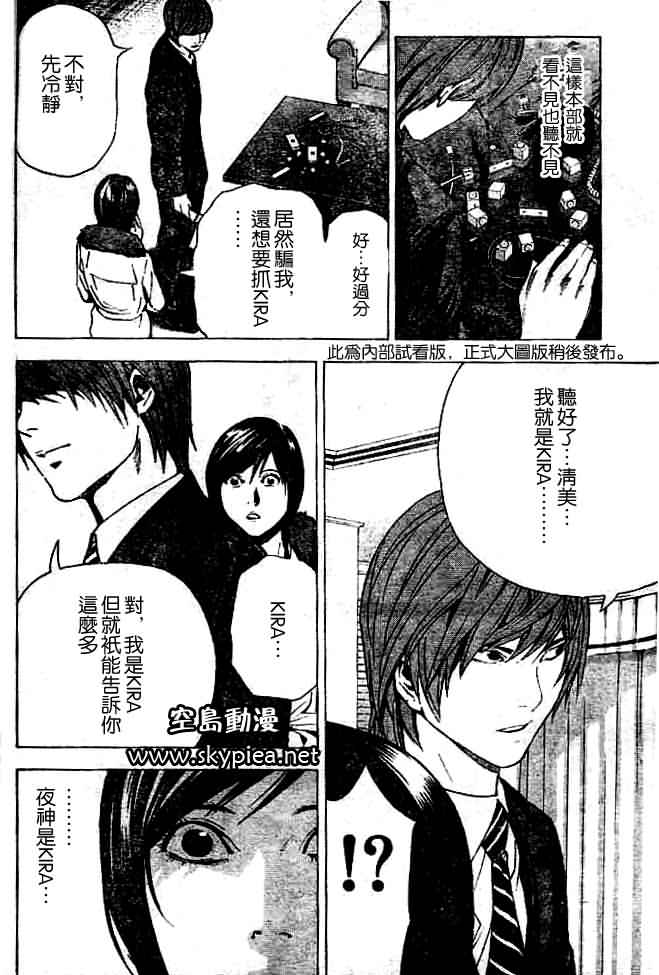 這樣本部就
看不見也聽不見
好…好過分
居然騙我,
還想要抓KIRA
……
不對,
先冷靜
此為內部試看版，正式大圖版稍後發布。
聽好了…清美…
我就是KIRA………
!?
KIRA…
對，我是KIRA
但就祇能告訴你
這麼多
空島動漫
www.skypiea.net
………
夜神是KIRA…